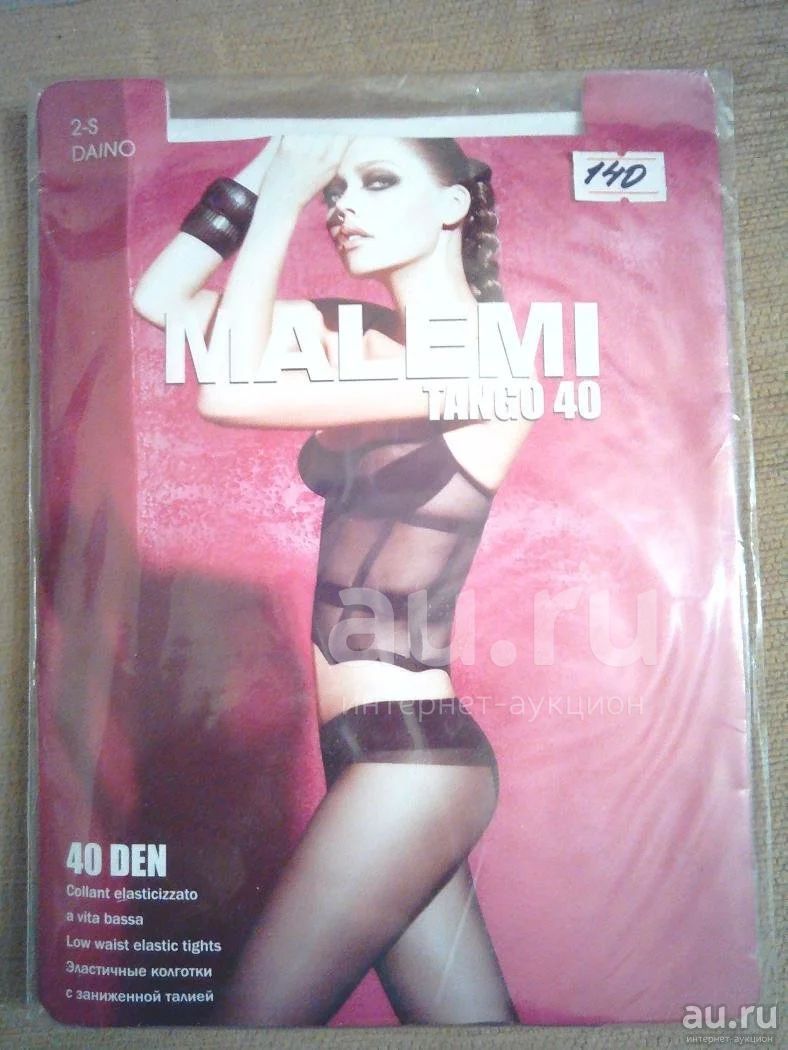 2-S
DAINO
140
MALEMI
TANGO 40
au.ru
интернет-аукцион
40 DEN
Collant elasticizzato
a vita bassa
Low waist elastic tights
Эластичные колготки
с заниженной талией
au.ru
интернет-аукцион